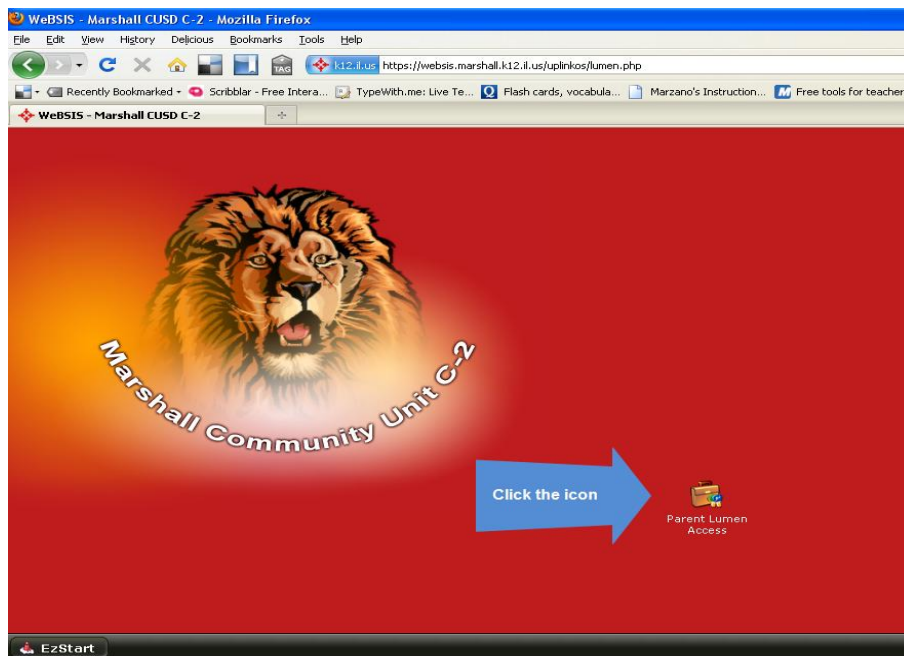 WeBSIS - Marshall CUSD C-2 - Mozilla Firefox
File Edit View History Delicious Bookmarks Tools Help
TAG k12.il.us https://websis.marshall.k12.il.us/uplinkos/lumen.php
Recently Bookmarked Scribblar - Free Intera... TypeWith.me: Live Te... Q Flash cards, vocabula... Marzano's Instruction... Free tools for teacher
WeBSIS - Marshall CUSD C-2
Marshall Community Unit C-2
Click the icon
Parent Lumen
Access
EzStart